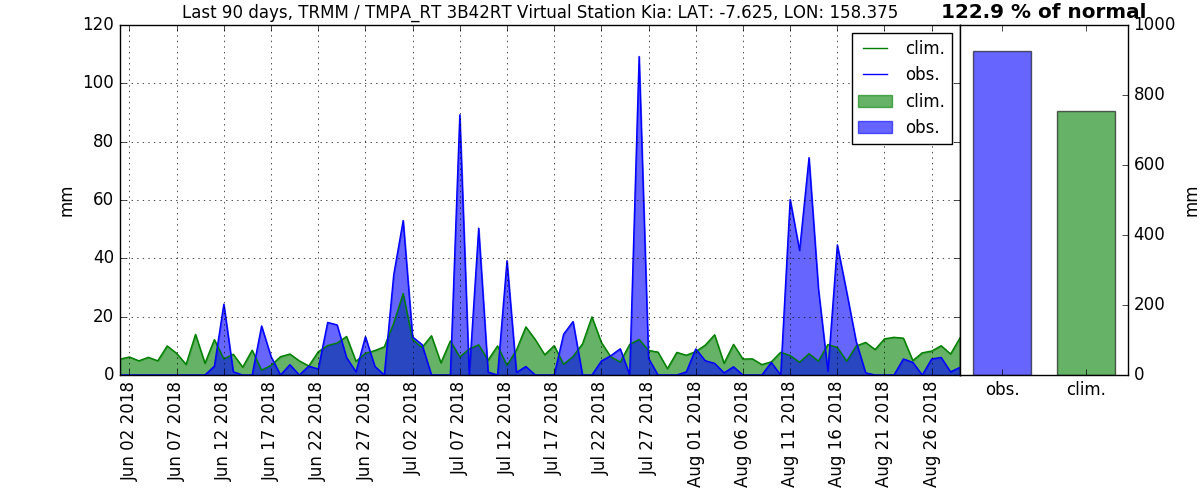 Last 90 days, TRMM / TMPA_RT 3B42RT Virtual Station Kia: LAT: -7.625, LON: 158.375
122.9 % of normal
120
100
80
60
40
20
0
mm
clim.
obs.
clim.
obs.
1000
800
600
400
200
0
mm
obs.
clim.
Jun 02 2018
Jun 07 2018
Jun 12 2018
Jun 17 2018
Jun 22 2018
Jun 27 2018
Jul 02 2018
Jul 07 2018
Jul 12 2018
Jul 17 2018
Jul 22 2018
Jul 27 2018
Aug 01 2018
Aug 06 2018
Aug 11 2018
Aug 16 2018
Aug 21 2018
Aug 26 2018